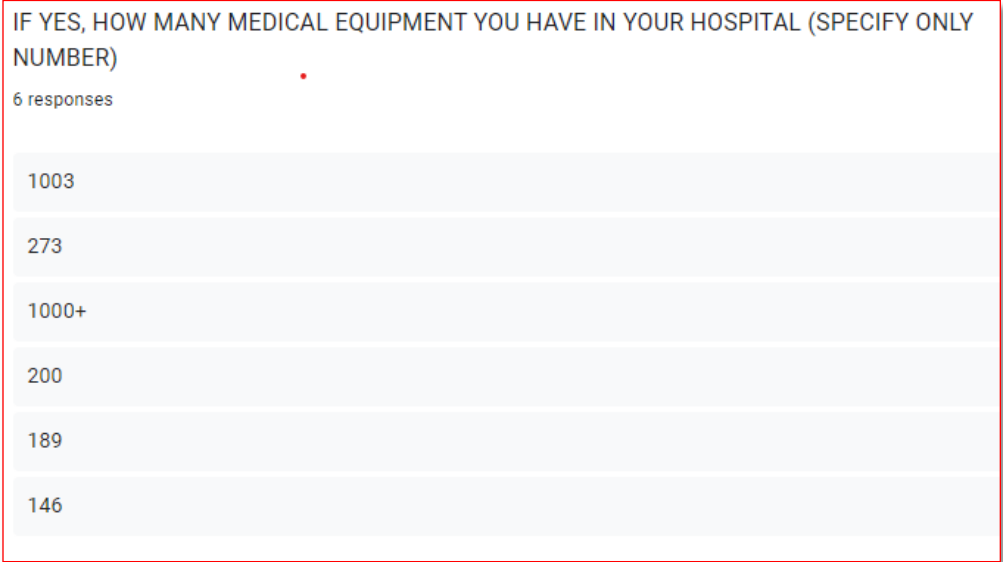 IF YES, HOW MANY MEDICAL EQUIPMENT YOU HAVE IN YOUR HOSPITAL (SPECIFY ONLY
NUMBER)
6 responses
1003
273
1000+
200
189
146